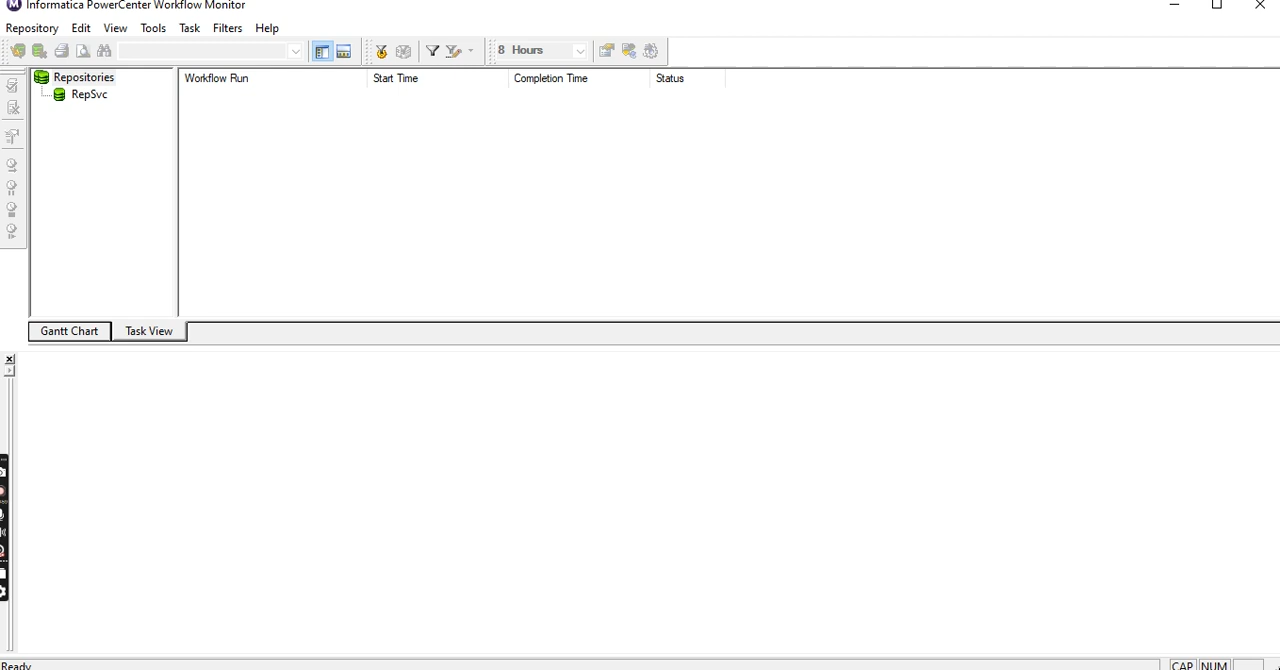 Informatica PowerCenter Workflow Monitor
Repository Edit View Tools Task Filters Help
8 Hours
Repositories
RepSvc
Workflow Run Start Time Completion Time Status
Gantt Chart Task View
Ready CAP NUM